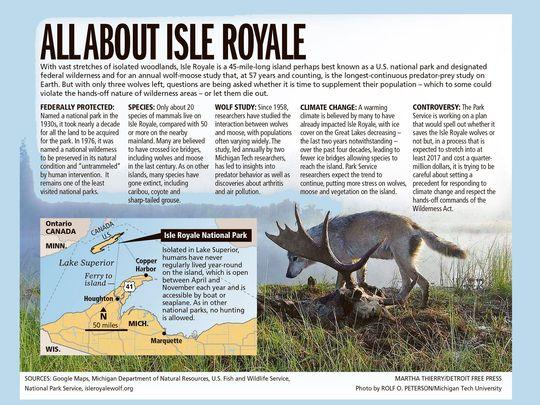 ALL ABOUT ISLE ROYALE
With vast stretches of isolated woodlands, Isle Royale is a 45-mile-long island perhaps best known as a U.S. national park and designated
federal wilderness and for an annual wolf-moose study that, at 57 years and counting, is the longest-continuous predator-prey study on
Earth. But with only three wolves left, questions are being asked whether it is time to supplement their population – which to some could
violate the hands-off nature of wilderness areas – or let them die out.
FEDERALLY PROTECTED:
Named a national park in the
1930s, it took nearly a decade
for all the land to be acquired
for the park. In 1976, it was
named a national wilderness
to be preserved in its natural
condition and "untrammeled"
by human intervention. It
remains one of the least
visited national parks.
SPECIES: Only about 20
species of mammals live on
Isle Royale, compared with 50
or more on the nearby
mainland. Many are believed
to have crossed ice bridges,
including wolves and moose
in the last century. As on other
islands, many species have
gone extinct, including
caribou, coyote and
sharp-tailed grouse.
WOLF STUDY: Since 1958,
researchers have studied the
interaction between wolves
and moose, with populations
often varying widely. The
study, led annually by two
Michigan Tech researchers,
has led to insights into
predator behavior as well as
discoveries about arthritis
and air pollution.
CLIMATE CHANGE: A warming
climate is believed by many to have
already impacted Isle Royale, with ice
cover on the Great Lakes decreasing –
the last two years notwithstanding –
over the past four decades, leading to
fewer ice bridges allowing species to
reach the island. Park Service
researchers expect the trend to
continue, putting more stress on wolves,
moose and vegetation on the island.
CONTROVERSY: The Park
Service is working on a plan
that would spell out whether it
saves the Isle Royale wolves or
not but, in a process that is
expected to stretch into at
least 2017 and cost a quarter-
million dollars, it is trying to be
careful about setting a
precedent for responding to
climate change and respect the
hands-off commands of the
Wilderness Act.
Ontario
CANADA
MINN.
CANADA
U.S.
Isle Royale National Park
Lake Superior
Ferry to
island
Copper
Harbor
41
Houghton
N
50 miles
MICH.
Marquette
WIS.
Isolated in Lake Superior,
humans have never
regularly lived year-round
on the island, which is open
between April and
November each year and is
accessible by boat or
seaplane. As in other
national parks, no hunting
is allowed.
SOURCES: Google Maps, Michigan Department of Natural Resources, U.S. Fish and Wildlife Service,
National Park Service, isleroyalewolf.org
MARTHA THIERRY/DETROIT FREE PRESS
Photo by ROLF O. PETERSON/Michigan Tech University